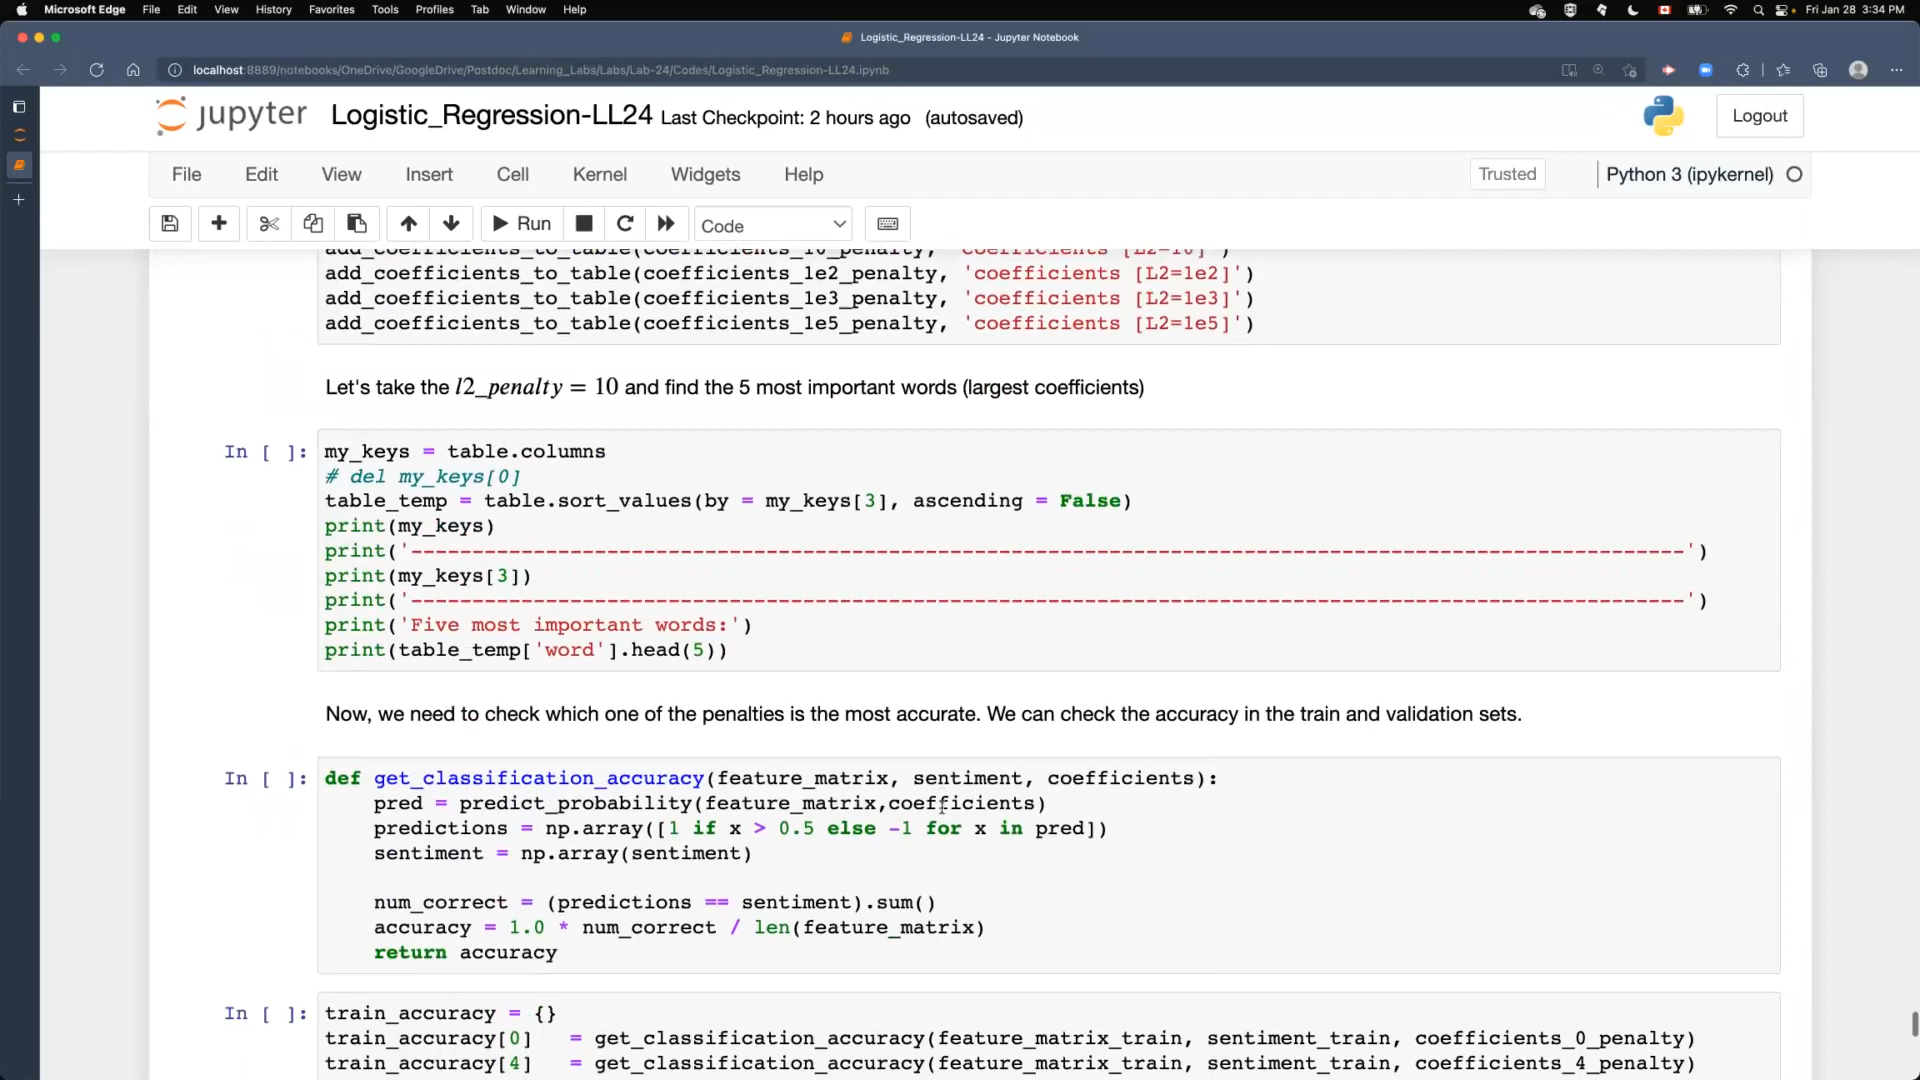 Microsoft Edge File Edit View History Favorites Tools Profiles Tab Window Help Fri Jan 28 3:34 PM
Logistic_Regression-LL24 - Jupyter Notebook
localhost:8889/notebooks/OneDrive/GoogleDrive/Postdoc/Learning_Labs/Labs/Lab-24/Codes/Logistic_Regression-LL24.ipynb
jupyter Logistic_Regression-LL24 Last Checkpoint: 2 hours ago (autosaved) Logout
File Edit View Insert Cell Kernel Widgets Help Trusted Python 3 (ipykernel)
Run Code
add_coefficients_to_table(coefficients_10_penalty, 'coefficients [L2=10]')
add_coefficients_to_table(coefficients_1e2_penalty, 'coefficients [L2=1e2]')
add_coefficients_to_table(coefficients_1e3_penalty, 'coefficients [L2=1e3]')
add_coefficients_to_table(coefficients_1e5_penalty, 'coefficients [L2=1e5]')
Let's take the l2_penalty = 10 and find the 5 most important words (largest coefficients)
In [ ]: my_keys = table.columns
# del my_keys[0]
table_temp = table.sort_values(by = my_keys[3], ascending = False)
print(my_keys)
print('--------------------------------------------------------------------------------------------------------')
print(my_keys[3])
print('--------------------------------------------------------------------------------------------------------')
print('Five most important words:')
print(table_temp['word'].head(5))
Now, we need to check which one of the penalties is the most accurate. We can check the accuracy in the train and validation sets.
In [ ]: def get_classification_accuracy(feature_matrix, sentiment, coefficients):
pred = predict_probability(feature_matrix,coefficients)
predictions = np.array([1 if x > 0.5 else -1 for x in pred])
sentiment = np.array(sentiment)
num_correct = (predictions == sentiment).sum()
accuracy = 1.0 * num_correct / len(feature_matrix)
return accuracy
In [ ]: train_accuracy = {}
train_accuracy[0] = get_classification_accuracy(feature_matrix_train, sentiment_train, coefficients_0_penalty)
train_accuracy[4] = get_classification_accuracy(feature_matrix_train, sentiment_train, coefficients_4_penalty)